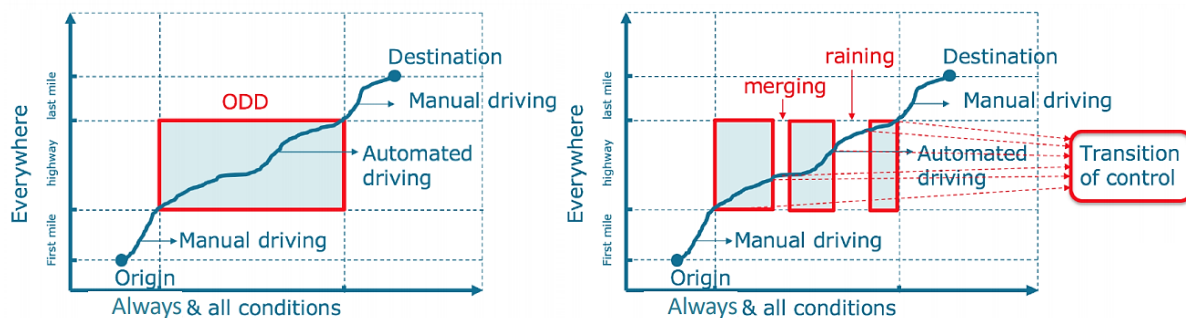 Destination
last mile
ODD
Manual driving
Everywhere
highway
Automated
driving
First mile
Manual driving
Origin
Always & all conditions
Destination
raining
last mile
merging
Manual driving
Everywhere
highway
Automated
driving
Transition
of control
First mile
Manual driving
Origin
Always & all conditions